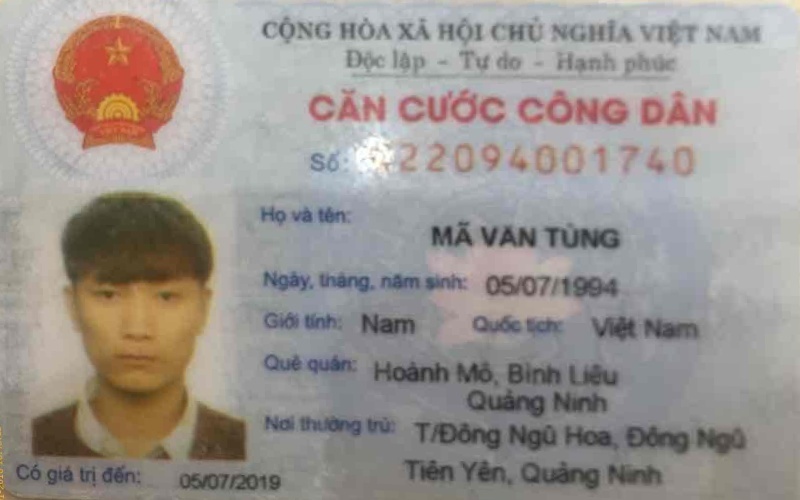 CỘNG HÒA XÃ HỘI CHỦ NGHĨA VIỆT NAM
Độc lập - Tự do - Hạnh phúc
CĂN CƯỚC CÔNG DÂN
Số: 22094001740
Họ và tên:
MÃ VĂN TÙNG
Ngày, tháng, năm sinh: 05/07/1994
Giới tính: Nam Quốc tịch: Việt Nam
Quê quán: Hoành Mô, Bình Liêu
Quảng Ninh
Nơi thường trú: T/Đông Ngũ Hoa, Đông Ngũ
Tiên Yên, Quảng Ninh
Có giá trị đến: 05/07/2019